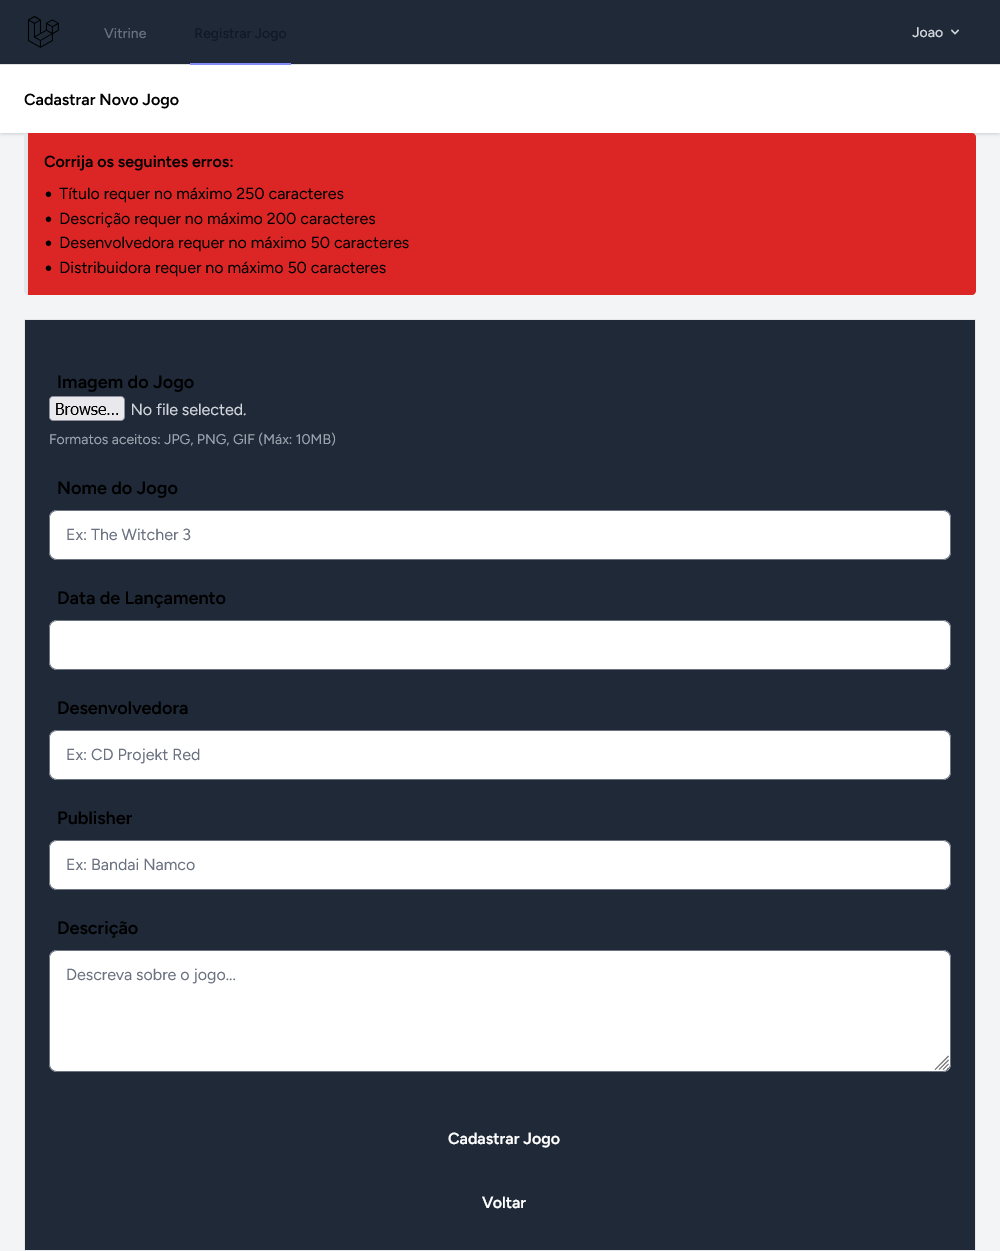 Vitrine
Registrar Jogo
Joao
Cadastrar Novo Jogo
Corrija os seguintes erros:
• Título requer no máximo 250 caracteres
• Descrição requer no máximo 200 caracteres
• Desenvolvedora requer no máximo 50 caracteres
• Distribuidora requer no máximo 50 caracteres
Imagem do Jogo
Browse... No file selected.
Formatos aceitos: JPG, PNG, GIF (Máx: 10MB)
Nome do Jogo
Ex: The Witcher 3
Data de Lançamento
Desenvolvedora
Ex: CD Projekt Red
Publisher
Ex: Bandai Namco
Descrição
Descreva sobre o jogo...
Cadastrar Jogo
Voltar